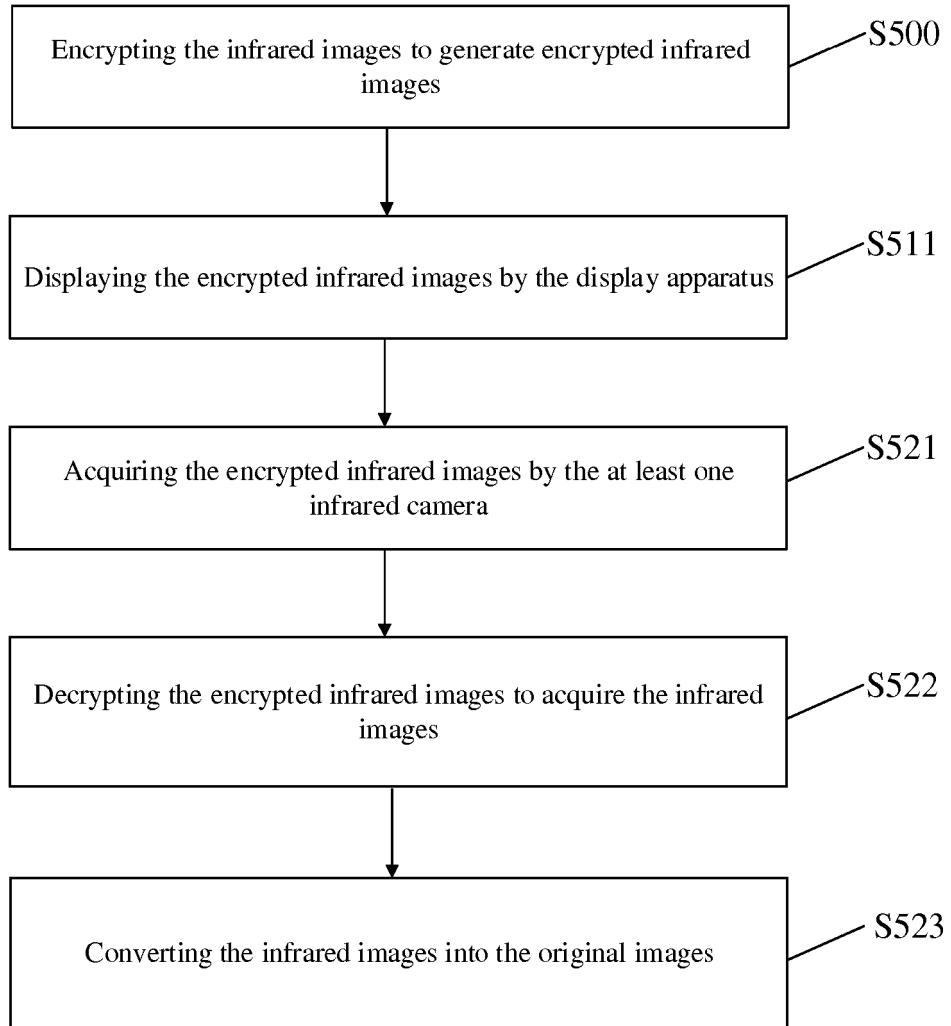 Encrypting the infrared images to generate encrypted infrared
images
S500
Displaying the encrypted infrared images by the display apparatus
S511
Acquiring the encrypted infrared images by the at least one
infrared camera
S521
Decrypting the encrypted infrared images to acquire the infrared
images
S522
Converting the infrared images into the original images
S523